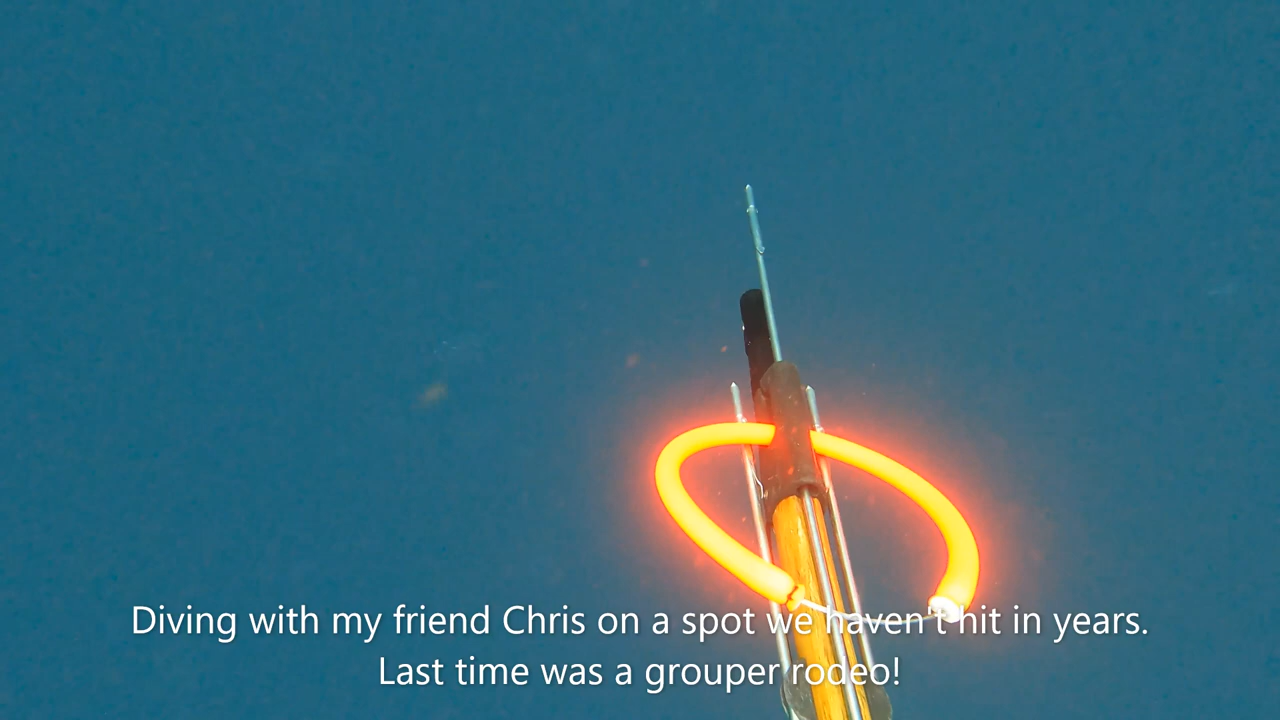 Diving with my friend Chris on a spot we haven't hit in years.
Last time was a grouper rodeo!